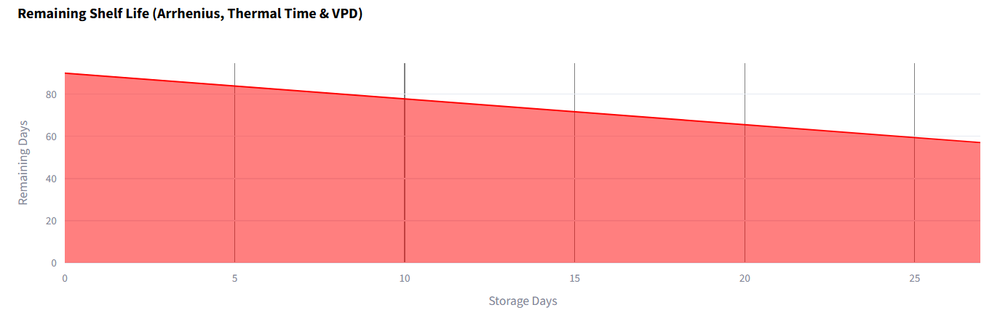 Remaining Shelf Life (Arrhenius, Thermal Time & VPD)
Remaining Days
80
60
40
20
0
0 5 10 15 20 25
Storage Days